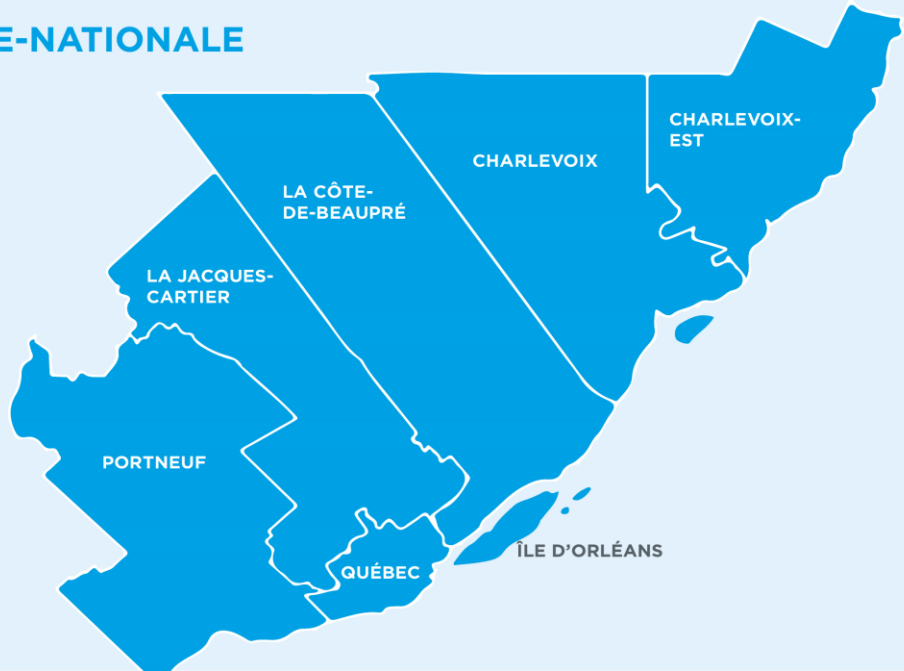 E-NATIONALE
CHARLEVOIX-
EST
CHARLEVOIX
LA CÔTE-
DE-BEAUPRÉ
LA JACQUES-
CARTIER
PORTNEUF
ÎLE D'ORLÉANS
QUÉBEC